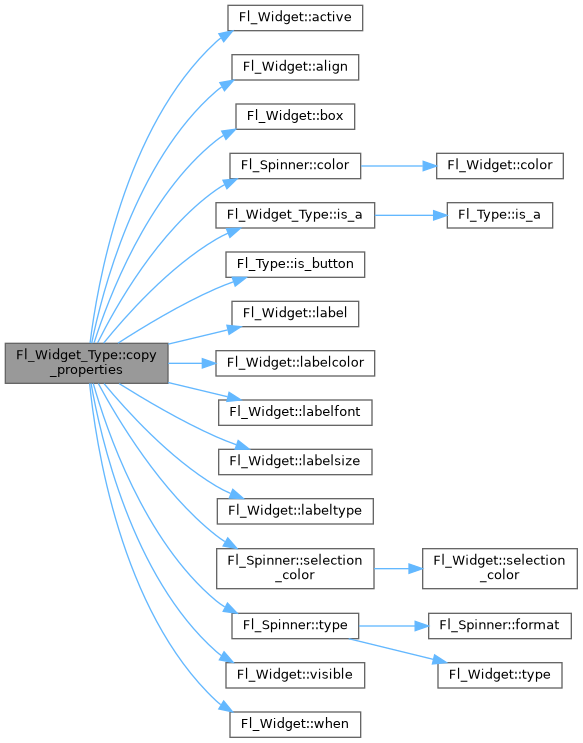 Fl_Widget::active
Fl_Widget::align
Fl_Widget::box
Fl_Spinner::color
Fl_Widget::color
Fl_Widget_Type::is_a
Fl_Type::is_a
Fl_Type::is_button
Fl_Widget::label
Fl_Widget_Type::copy
_properties
Fl_Widget::labelcolor
Fl_Widget::labelfont
Fl_Widget::labelsize
Fl_Widget::labeltype
Fl_Spinner::selection
_color
Fl_Widget::selection
_color
Fl_Spinner::type
Fl_Spinner::format
Fl_Widget::type
Fl_Widget::visible
Fl_Widget::when